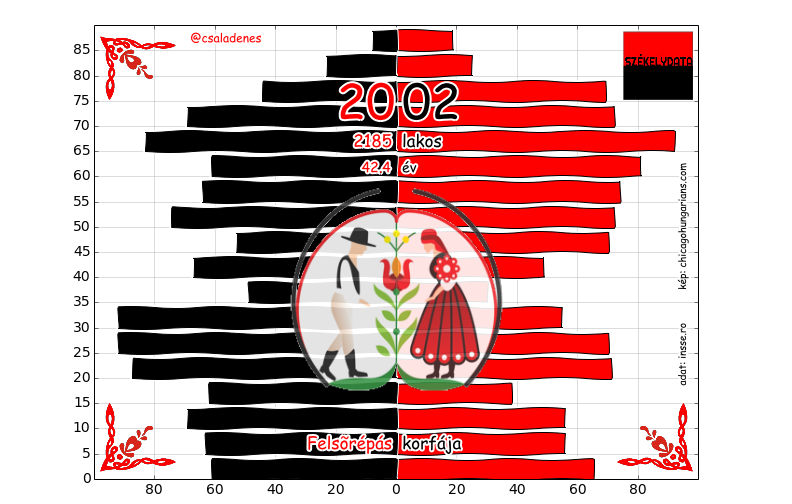 @csaladenes
SZÉKELYDATA
2002
2185 lakos
42.4 év
kép: chicagohungarians.com
adat: insse.ro
Felsõrépás korfája
85
80
75
70
65
60
55
50
45
40
35
30
25
20
15
10
5
0
80 60 40 20 0 20 40 60 80